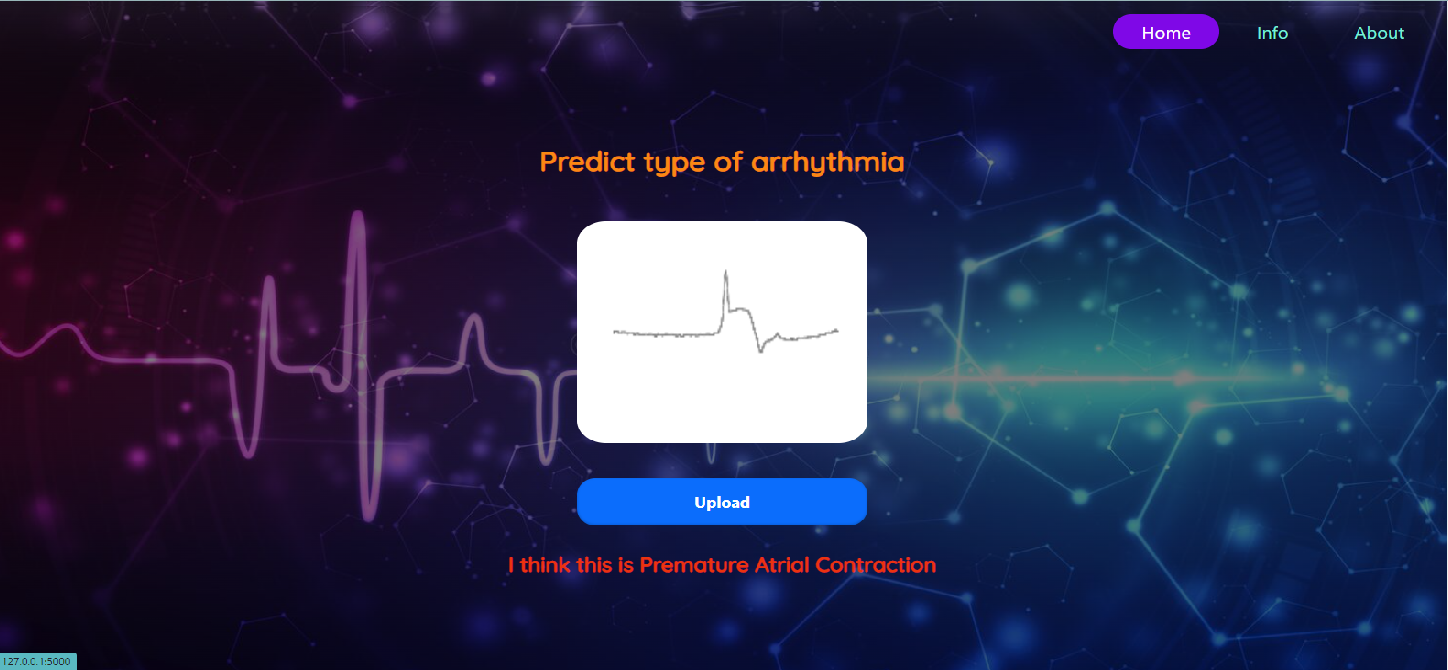 Home Info About
Predict type of arrhythmia
Upload
I think this is Premature Atrial Contraction
127.0.0.1:5000